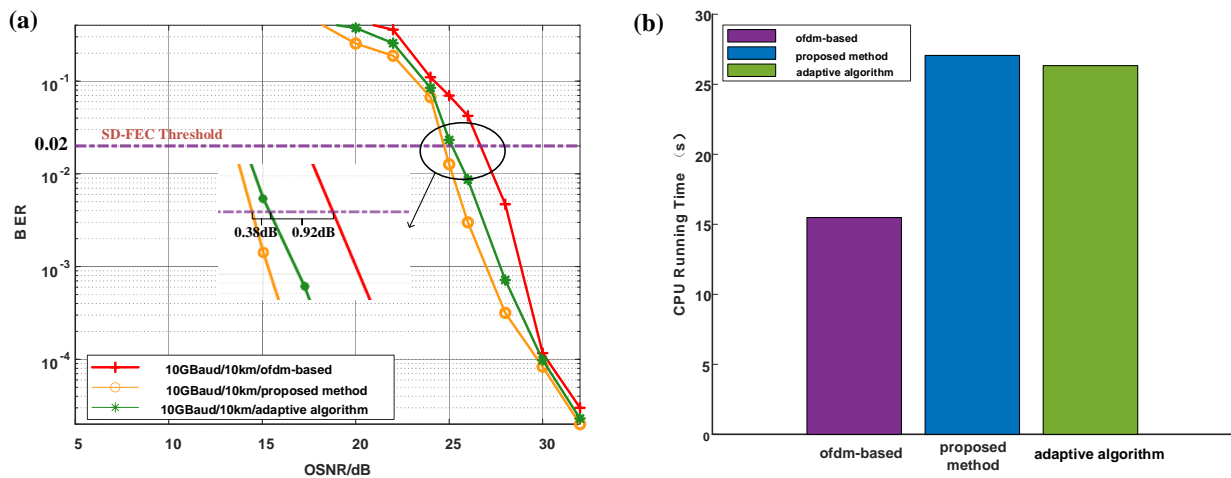 (a)
BER
10^-1
0.02
10^-2
10^-3
10^-4
SD-FEC Threshold
0.38dB
0.92dB
10GBaud/10km/ofdm-based
10GBaud/10km/proposed method
10GBaud/10km/adaptive algorithm
5 10 15 20 25 30
OSNR/dB
(b)
CPU Running Time (s)
30
25
20
15
30
15
10
5
0
ofdm-based
proposed method
adaptive algorithm
ofdm-based
proposed
method
adaptive algorithm